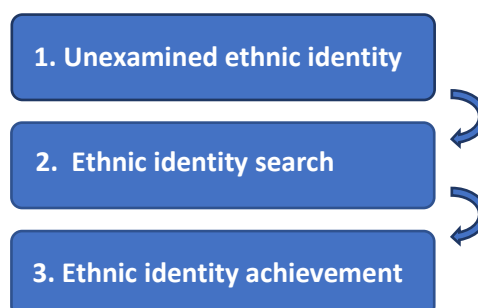 1. Unexamined ethnic identity
2. Ethnic identity search
3. Ethnic identity achievement